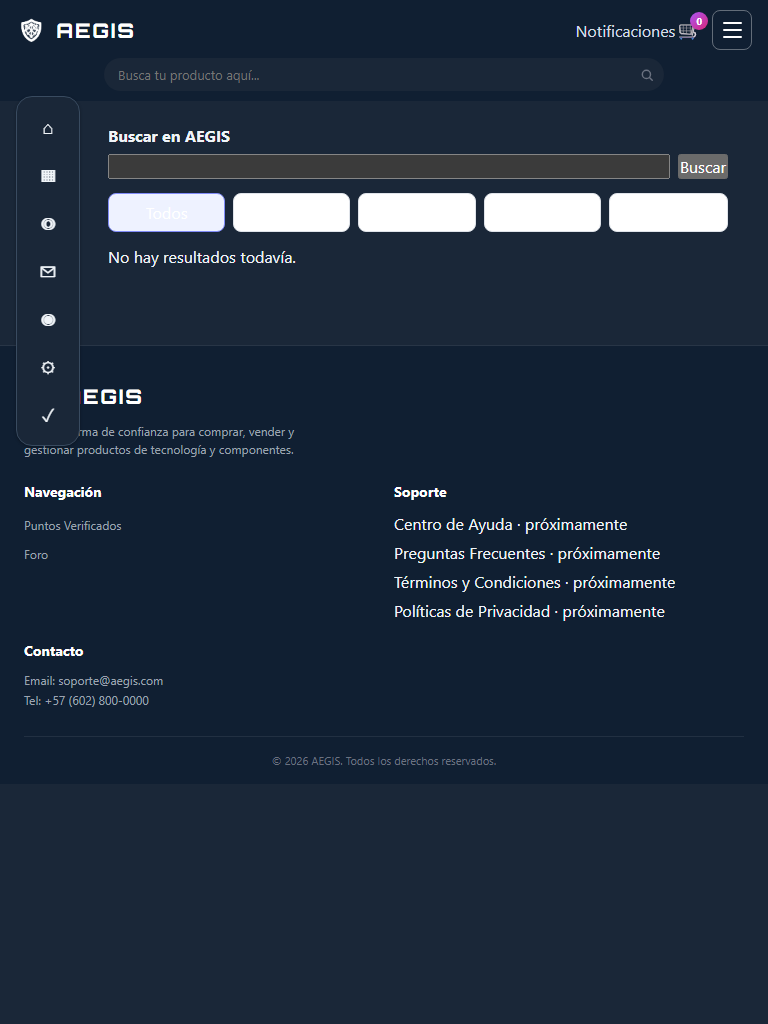 AEGIS
Notificaciones
0
Busca tu producto aquí...
Buscar en AEGIS
Buscar
Todos
No hay resultados todavía.
EGIS
rma de confianza para comprar, vender y
gestionar productos de tecnología y componentes.
Navegación
Puntos Verificados
Foro
Soporte
Centro de Ayuda · próximamente
Preguntas Frecuentes · próximamente
Términos y Condiciones · próximamente
Políticas de Privacidad · próximamente
Contacto
Email: soporte@aegis.com
Tel: +57 (602) 800-0000
© 2026 AEGIS. Todos los derechos reservados.